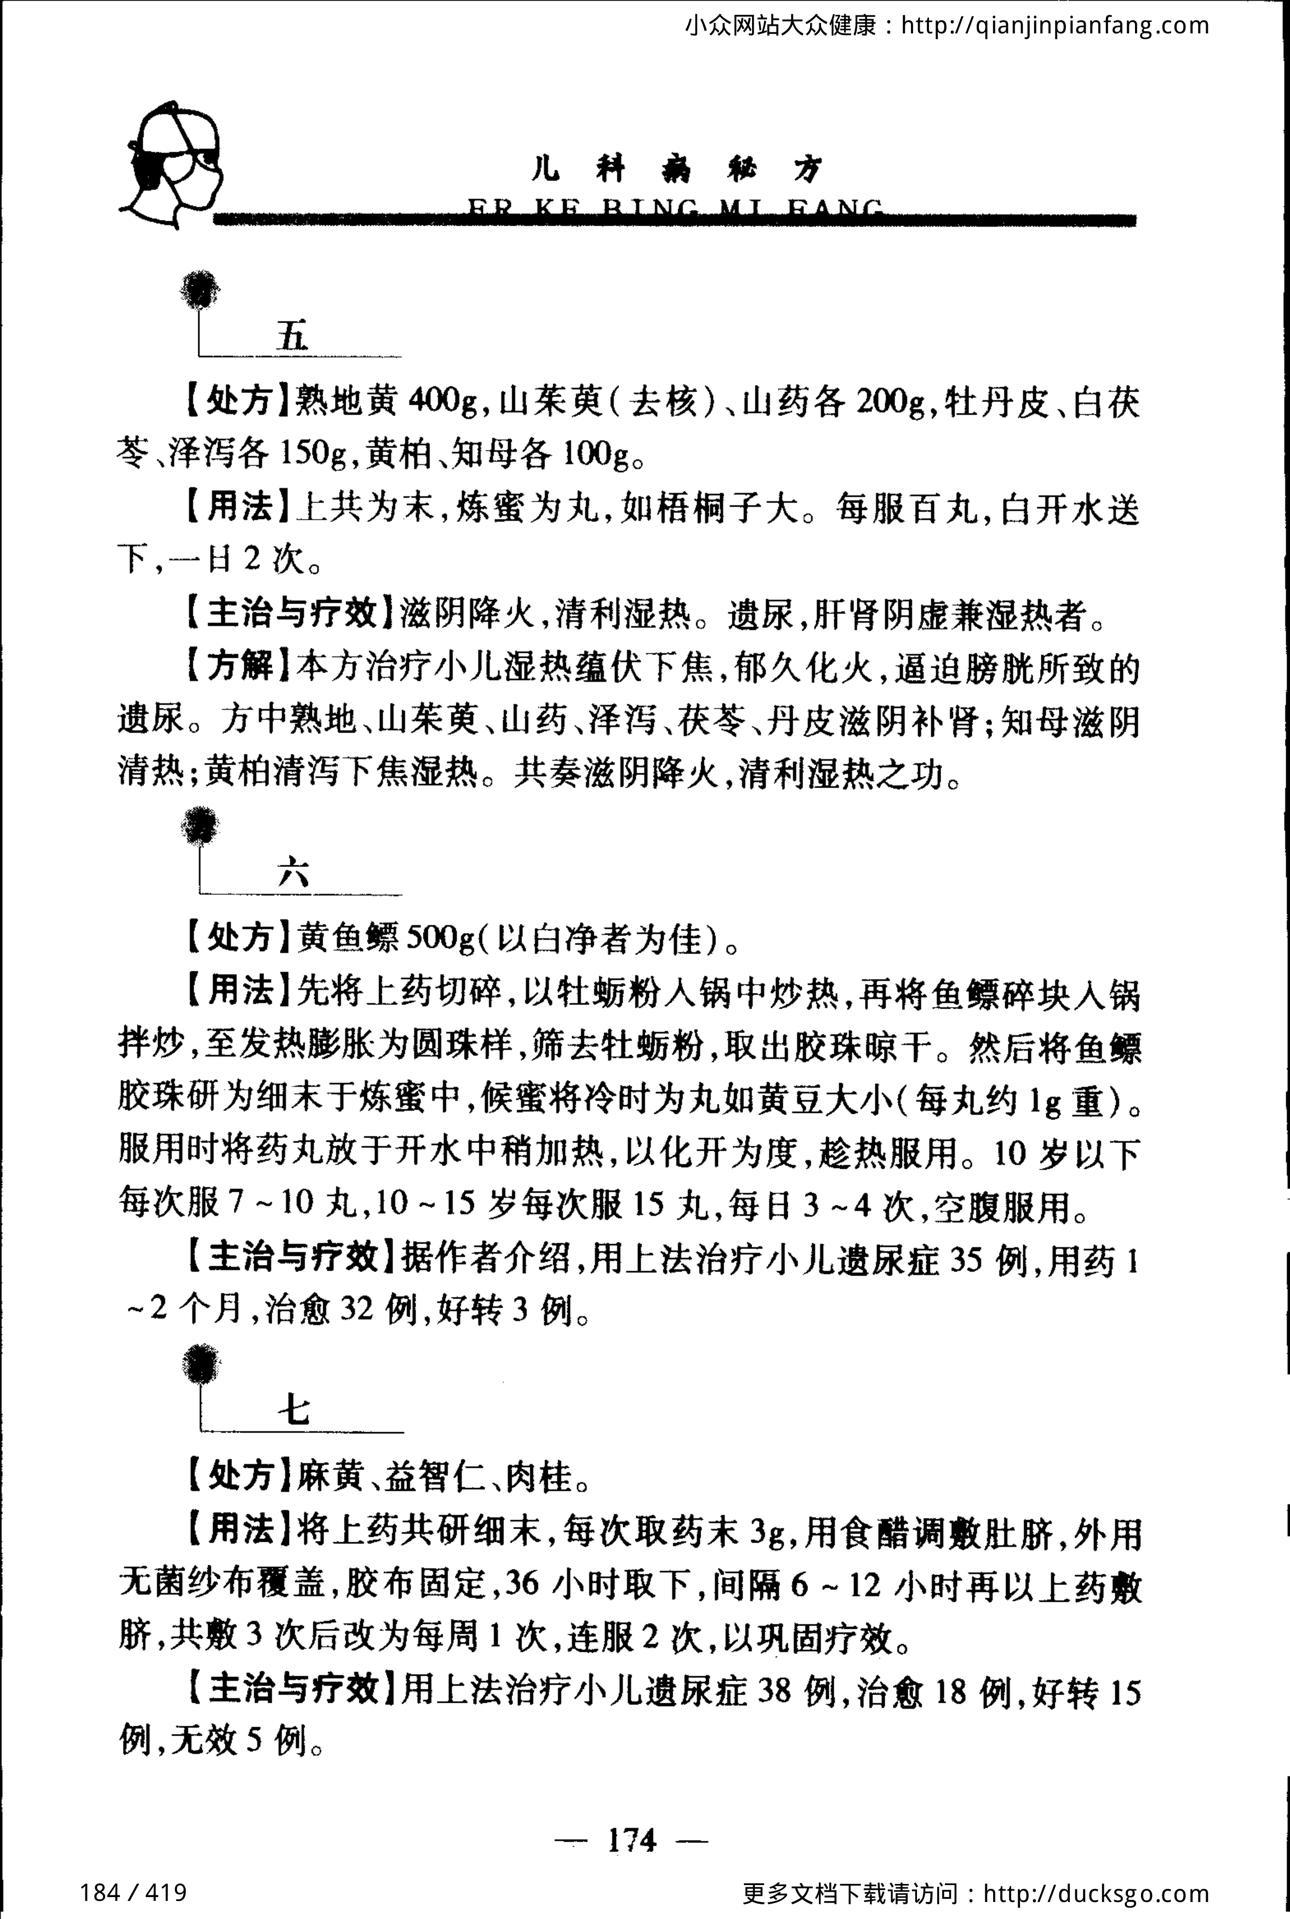 小众网站大众健康：http://qianjinpianfang.com
儿科病秘方
ER KE BING MI FANG
五
【处方】熟地黄 400g,山茱萸(去核)、山药各 200g,牡丹皮、白茯
苓、泽泻各 150g,黄柏、知母各 100g。
【用法】上共为末,炼蜜为丸,如梧桐子大。每服百丸,白开水送
下,一日 2 次。
【主治与疗效】滋阴降火,清利湿热。遗尿,肝肾阴虚兼湿热者。
【方解】本方治疗小儿湿热蕴伏下焦,郁久化火,逼迫膀胱所致的
遗尿。方中熟地、山茱萸、山药、泽泻、茯苓、丹皮滋阴补肾;知母滋阴
清热;黄柏清泻下焦湿热。共奏滋阴降火,清利湿热之功。
六
【处方】黄鱼鳔 500g(以白净者为佳)。
【用法】先将上药切碎,以牡蛎粉入锅中炒热,再将鱼鳔碎块入锅
拌炒,至发热膨胀为圆珠样,筛去牡蛎粉,取出胶珠晾干。然后将鱼鳔
胶珠研为细末于炼蜜中,候蜜将冷时为丸如黄豆大小(每丸约 1g 重)。
服用时将药丸放于开水中稍加热,以化开为度,趁热服用。10 岁以下
每次服 7 ~ 10 丸,10 ~ 15 岁每次服 15 丸,每日 3 ~ 4 次,空腹服用。
【主治与疗效】据作者介绍,用上法治疗小儿遗尿症 35 例,用药 1
~ 2 个月,治愈 32 例,好转 3 例。
七
【处方】麻黄、益智仁、肉桂。
【用法】将上药共研细末,每次取药末 3g,用食醋调敷肚脐,外用
无菌纱布覆盖,胶布固定,36 小时取下,间隔 6 ~ 12 小时再以上药敷
脐,共敷 3 次后改为每周 1 次,连服 2 次,以巩固疗效。
【主治与疗效】用上法治疗小儿遗尿症 38 例,治愈 18 例,好转 15
例,无效 5 例。
— 174 —
184 / 419
更多文档下载请访问：http://ducksgo.com